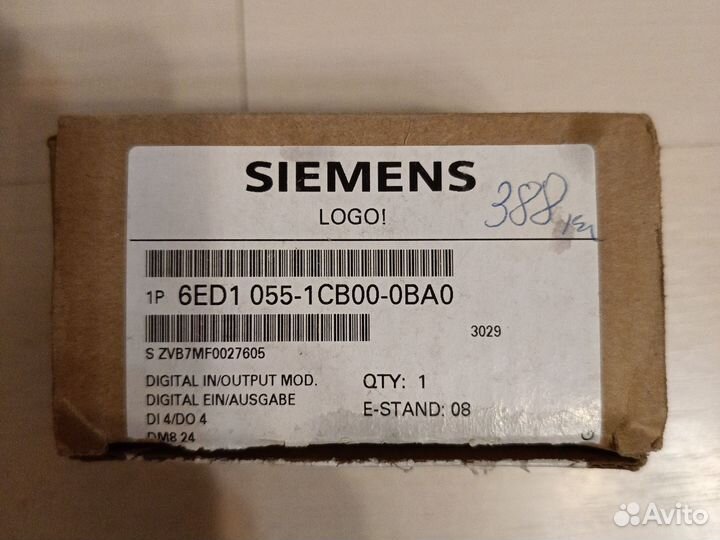 SIEMENS
LOGO!
388
1P 6ED1 055-1CB00-0BA0
3029
S ZVB7MF0027605
DIGITAL IN/OUTPUT MOD.
QTY: 1
DIGITAL EIN/AUSGABE
E-STAND: 08
DI 4/DO 4
DM8 24
Avito